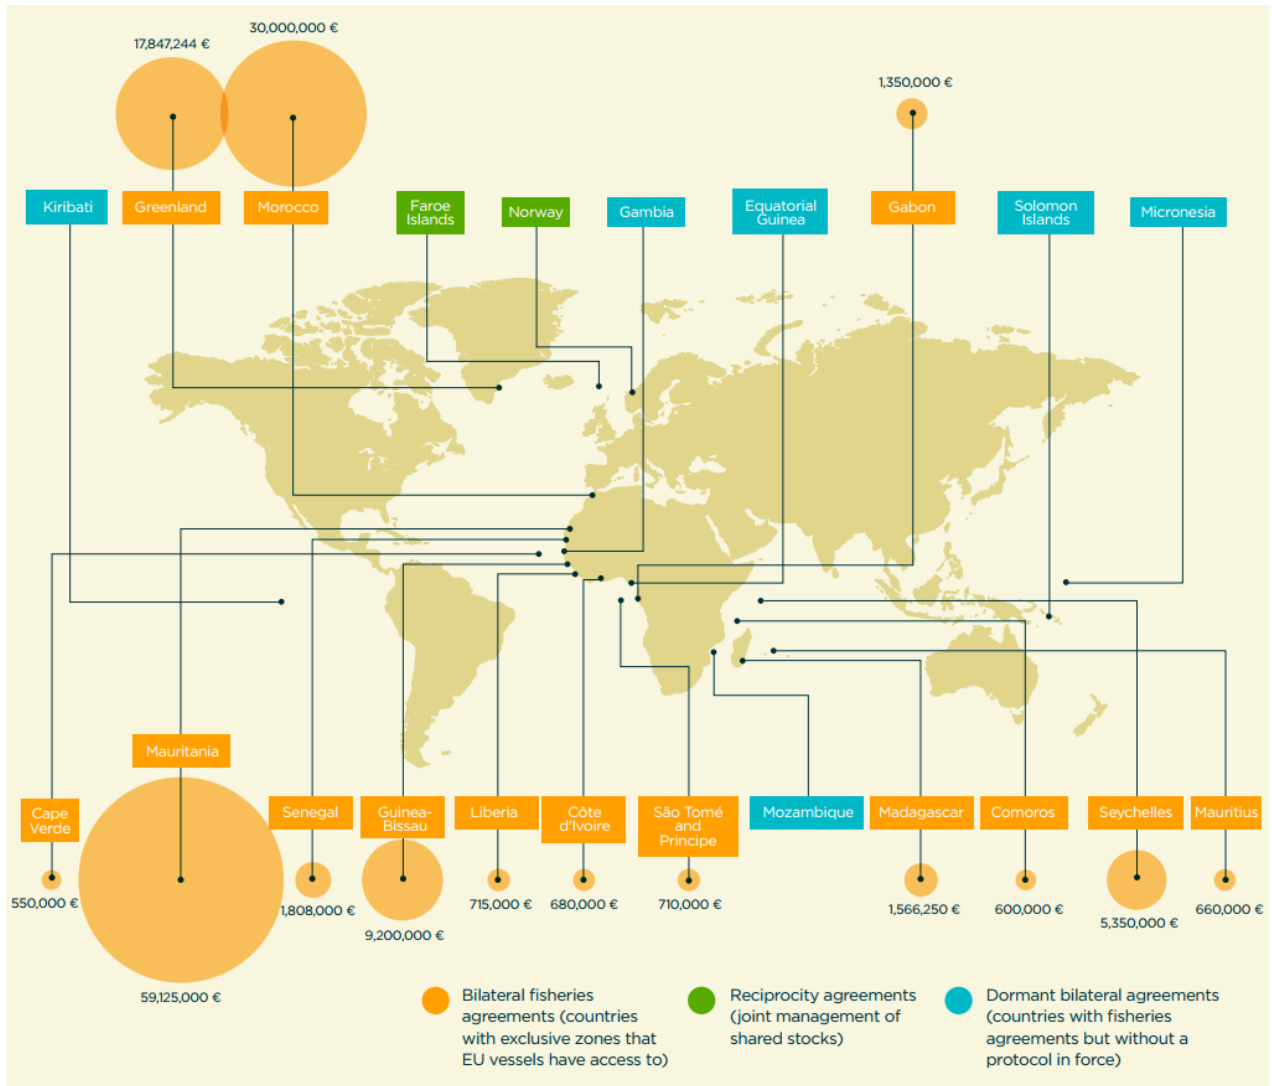 30,000,000 €
17,847,244 €
1,350,000 €
Kiribati
Greenland
Morocco
Faroe
Islands
Norway
Gambia
Equatorial
Guinea
Gabon
Solomon
Islands
Micronesia
Mauritania
Cape
Verde
Senegal
Guinea-
Bissau
Liberia
Côte
d'Ivoire
São Tomé
and
Principe
Mozambique
Madagascar
Comoros
Seychelles
Mauritius
550,000 €
1,808,000 €
9,200,000 €
715,000 €
680,000 €
710,000 €
1,566,250 €
600,000 €
5,350,000 €
660,000 €
59,125,000 €
Bilateral fisheries
agreements (countries
with exclusive zones that
EU vessels have access to)
Reciprocity agreements
(joint management of
shared stocks)
Dormant bilateral agreements
(countries with fisheries
agreements but without a
protocol in force)